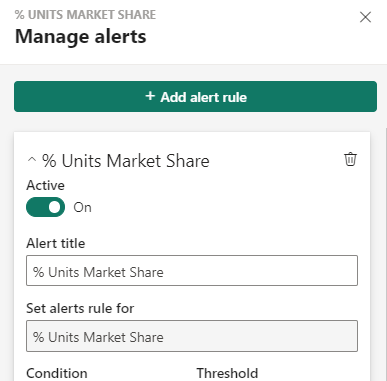 % UNITS MARKET SHARE
Manage alerts
+ Add alert rule
% Units Market Share
Active
On
Alert title
% Units Market Share
Set alerts rule for
% Units Market Share
Condition Threshold